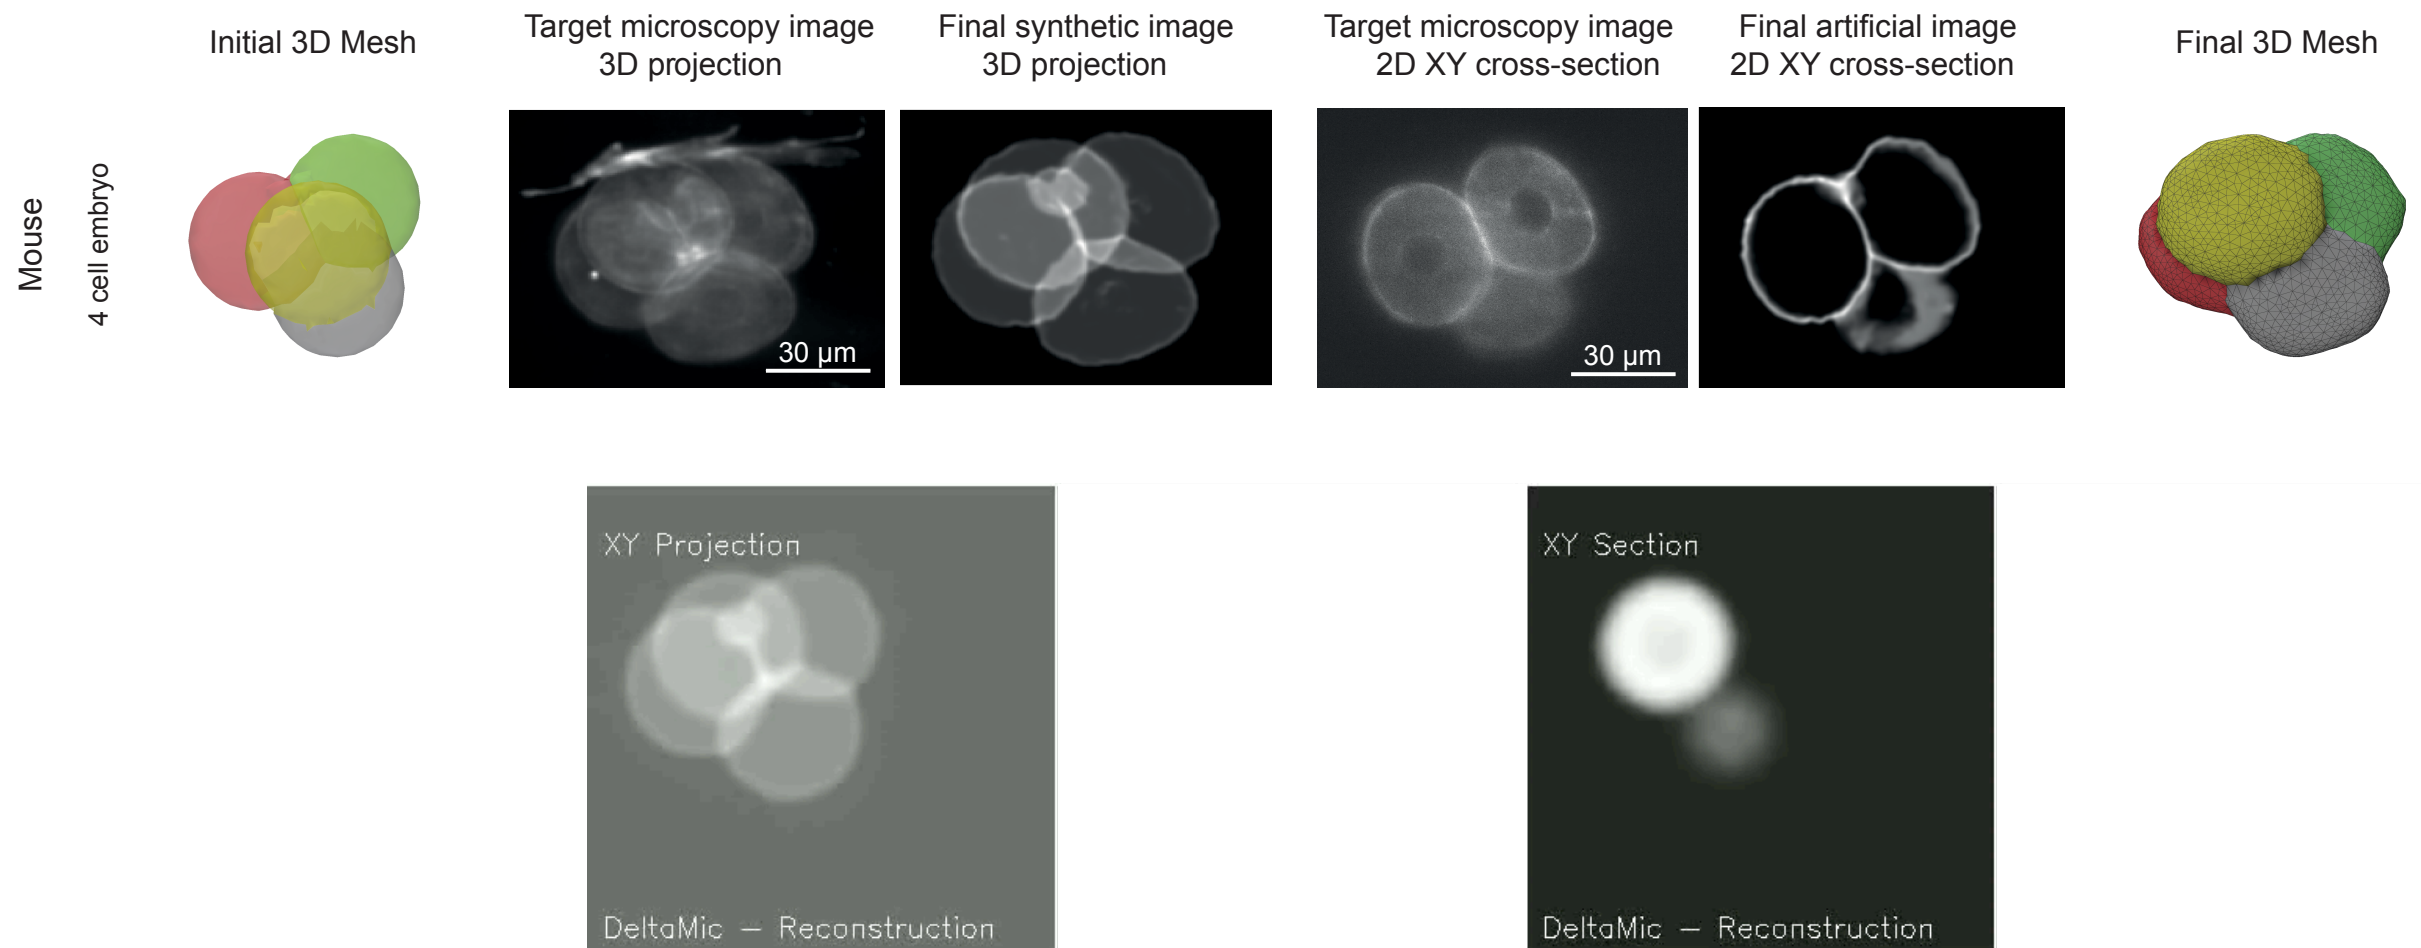 Initial 3D Mesh
Target microscopy image
3D projection
Final synthetic image
3D projection
Target microscopy image
2D XY cross-section
Final artificial image
2D XY cross-section
Final 3D Mesh
Mouse
4 cell embryo
30 µm
30 µm
XY Projection
DeltaMic – Reconstruction
XY Section
DeltaMic – Reconstruction